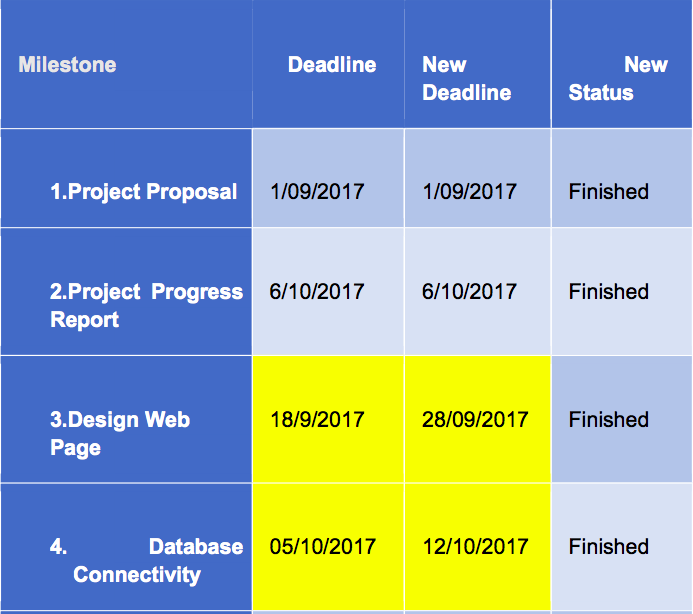 Milestone Deadline New Deadline New Status
1.Project Proposal 1/09/2017 1/09/2017 Finished
2.Project Progress Report 6/10/2017 6/10/2017 Finished
3.Design Web Page 18/9/2017 28/09/2017 Finished
4. Database Connectivity 05/10/2017 12/10/2017 Finished